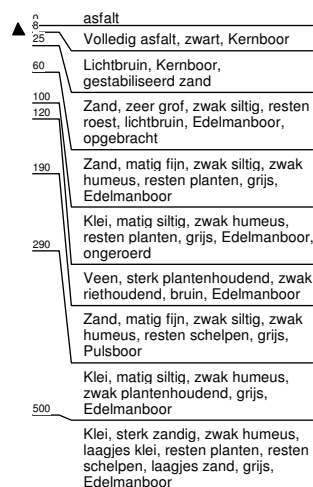 0 asfalt
8
Volledig asfalt, zwart, Kernboor
25
Lichtbruin, Kernboor,
gestabiliseerd zand
60
Zand, zeer grof, zwak siltig, resten
roest, lichtbruin, Edelmanboor,
opgebracht
100
Zand, matig fijn, zwak siltig, zwak
humeus, resten planten, grijs,
Edelmanboor
120
Klei, matig siltig, zwak humeus,
resten planten, grijs, Edelmanboor,
ongeroerd
190
Veen, sterk plantenhoudend, zwak
riethoudend, bruin, Edelmanboor
290
Zand, matig fijn, zwak siltig, zwak
humeus, resten schelpen, grijs,
Pulsboor
Klei, matig siltig, zwak humeus,
zwak plantenhoudend, grijs,
Edelmanboor
500
Klei, sterk zandig, zwak humeus,
laagjes klei, resten planten, resten
schelpen, laagjes zand, grijs,
Edelmanboor